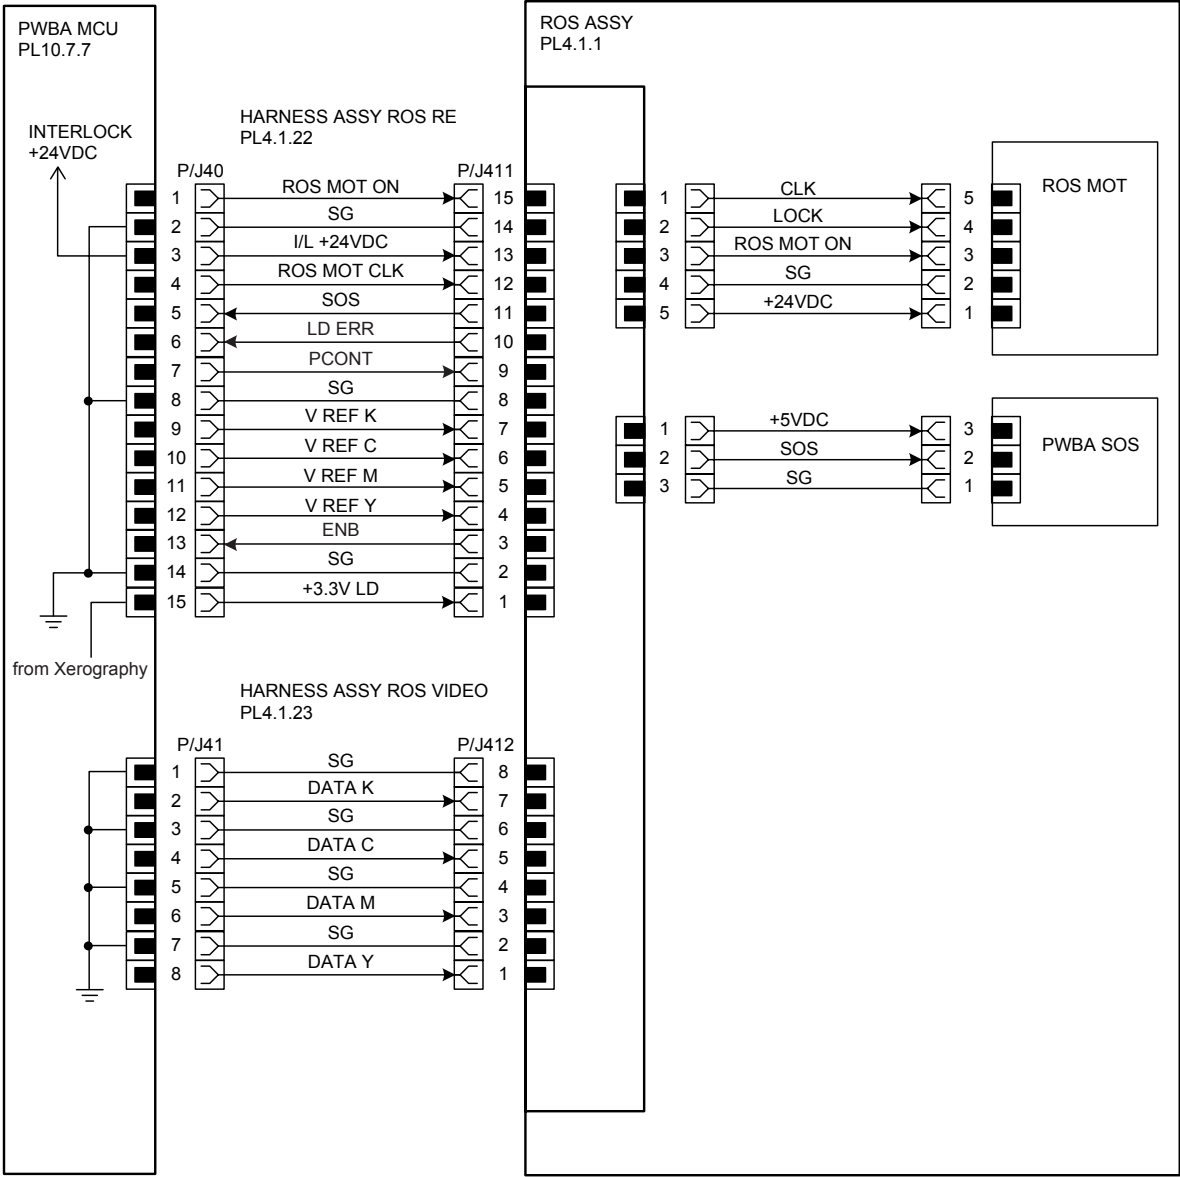 PWBA MCU
PL10.7.7
ROS ASSY
PL4.1.1
HARNESS ASSY ROS RE
PL4.1.22
INTERLOCK
+24VDC
P/J40 P/J411
1 ROS MOT ON 15
2 SG 14
3 I/L +24VDC 13
4 ROS MOT CLK 12
5 SOS 11
6 LD ERR 10
7 PCONT 9
8 SG 8
9 V REF K 7
10 V REF C 6
11 V REF M 5
12 V REF Y 4
13 ENB 3
14 SG 2
15 +3.3V LD 1
from Xerography
1 CLK 5
2 LOCK 4
3 ROS MOT ON 3
4 SG 2
5 +24VDC 1
ROS MOT
1 +5VDC 3
2 SOS 2
3 SG 1
PWBA SOS
HARNESS ASSY ROS VIDEO
PL4.1.23
P/J41 P/J412
1 SG 8
2 DATA K 7
3 SG 6
4 DATA C 5
5 SG 4
6 DATA M 3
7 SG 2
8 DATA Y 1